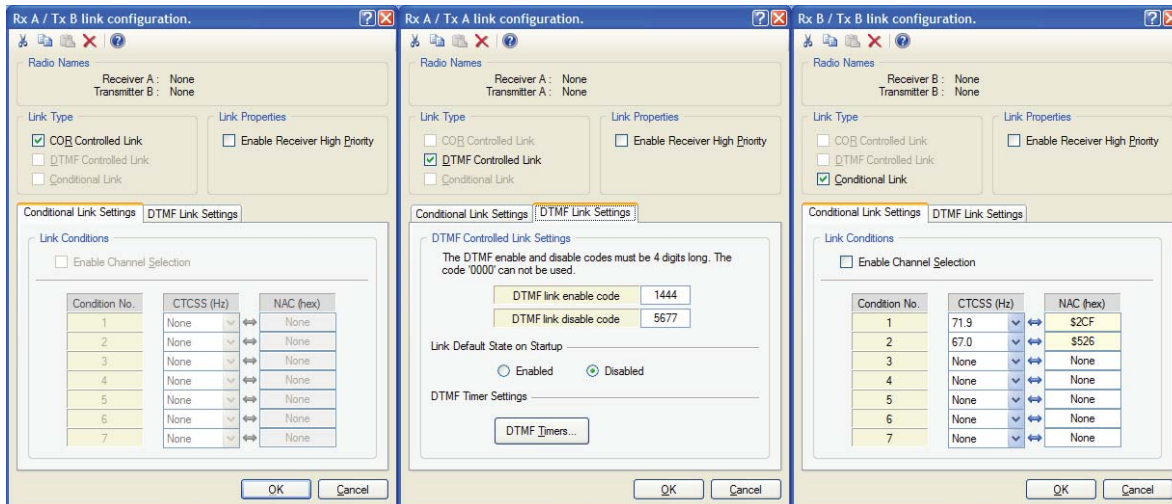 Rx A / Tx B link configuration.
Radio Names
Receiver A : None
Transmitter B : None
Link Type
COR Controlled Link
DTMF Controlled Link
Conditional Link
Link Properties
Enable Receiver High Priority
Conditional Link Settings DTMF Link Settings
Link Conditions
Enable Channel Selection
Condition No. CTCSS (Hz) NAC (hex)
1 None None
2 None None
3 None None
4 None None
5 None None
6 None None
7 None None
OK Cancel
Rx A / Tx A link configuration.
Radio Names
Receiver A : None
Transmitter A : None
Link Type
COR Controlled Link
DTMF Controlled Link
Conditional Link
Link Properties
Enable Receiver High Priority
Conditional Link Settings DTMF Link Settings
DTMF Controlled Link Settings
The DTMF enable and disable codes must be 4 digits long. The
code '0000' can not be used.
DTMF link enable code 1444
DTMF link disable code 5677
Link Default State on Startup
Enabled Disabled
DTMF Timer Settings
DTMF Timers...
OK Cancel
Rx B / Tx B link configuration.
Radio Names
Receiver B : None
Transmitter B : None
Link Type
COR Controlled Link
DTMF Controlled Link
Conditional Link
Link Properties
Enable Receiver High Priority
Conditional Link Settings DTMF Link Settings
Link Conditions
Enable Channel Selection
Condition No. CTCSS (Hz) NAC (hex)
1 71.9 $2CF
2 67.0 $526
3 None None
4 None None
5 None None
6 None None
7 None None
OK Cancel